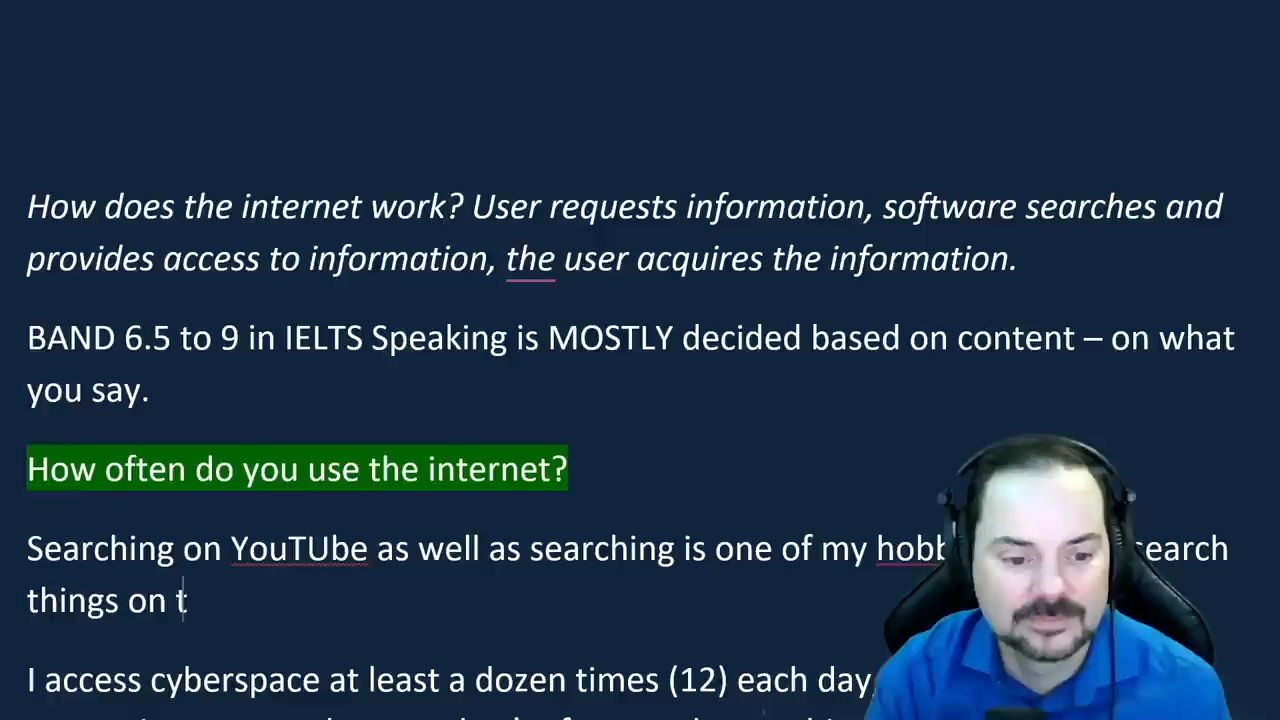 How does the internet work? User requests information, software searches and
provides access to information, the user acquires the information.
BAND 6.5 to 9 in IELTS Speaking is MOSTLY decided based on content – on what
you say.
How often do you use the internet?
Searching on YouTUbe as well as searching is one of my search
things on t
I access cyberspace at least a dozen times (12) each day